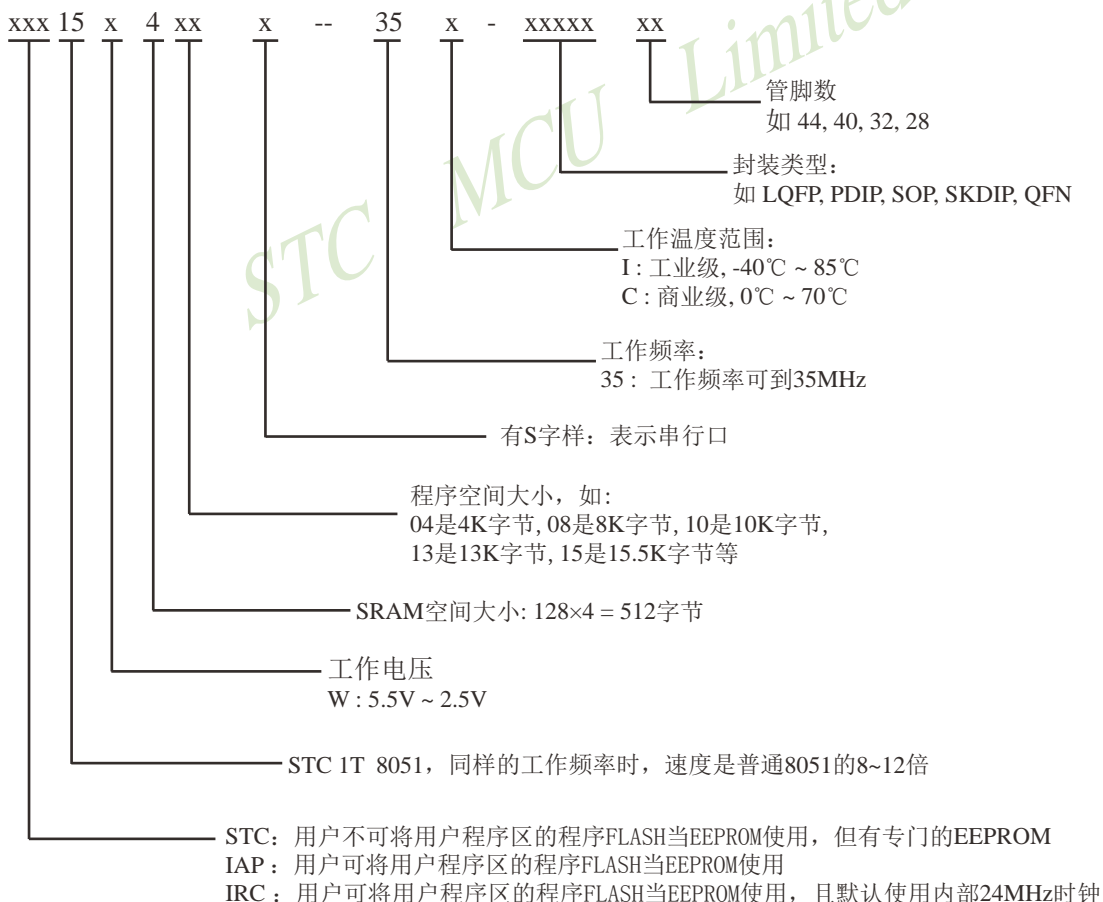 xxx 15 x 4 xx x -- 35 x - xxxxx xx
管脚数
如 44, 40, 32, 28
封装类型：
如 LQFP, PDIP, SOP, SKDIP, QFN
工作温度范围：
I : 工业级, -40℃ ~ 85℃
C : 商业级, 0℃ ~ 70℃
工作频率：
35 : 工作频率可到35MHz
有S字样：表示串行口
程序空间大小，如:
04是4K字节, 08是8K字节, 10是10K字节,
13是13K字节, 15是15.5K字节等
SRAM空间大小: 128×4 = 512字节
工作电压
W : 5.5V ~ 2.5V
STC 1T 8051，同样的工作频率时，速度是普通8051的8~12倍
STC：用户不可将用户程序区的程序FLASH当EEPROM使用，但有专门的EEPROM
IAP：用户可将用户程序区的程序FLASH当EEPROM使用
IRC：用户可将用户程序区的程序FLASH当EEPROM使用，且默认使用内部24MHz时钟
STC MCU Limited